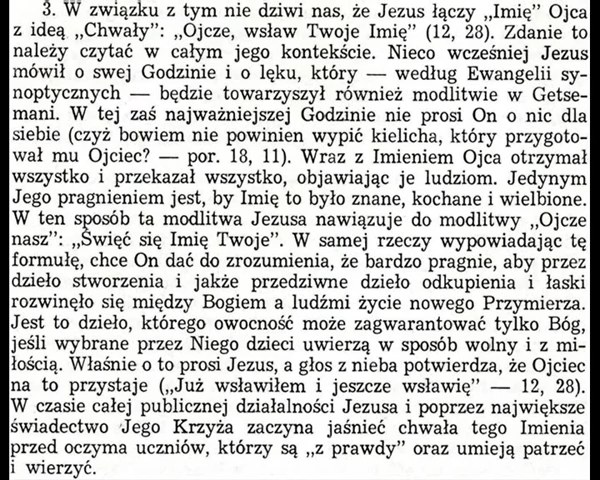 3. W związku z tym nie dziwi nas, że Jezus łączy „Imię” Ojca
z ideą „Chwały”: „Ojcze, wsław Twoje Imię” (12, 28). Zdanie to
należy czytać w całym jego kontekście. Nieco wcześniej Jezus
mówił o swej Godzinie i o lęku, który — według Ewangelii sy-
noptycznych — będzie towarzyszył również modlitwie w Getse-
mani. W tej zaś najważniejszej Godzinie nie prosi On o nic dla
siebie (czyż bowiem nie powinien wypić kielicha, który przygoto-
wał mu Ojciec? — por. 18, 11). Wraz z Imieniem Ojca otrzymał
wszystko i przekazał wszystko, objawiając je ludziom. Jedynym
Jego pragnieniem jest, by Imię to było znane, kochane i wielbione.
W ten sposób ta modlitwa Jezusa nawiązuje do modlitwy „Ojcze
nasz”: „Święć się Imię Twoje”. W samej rzeczy wypowiadając tę
formułę, chce On dać do zrozumienia, że bardzo pragnie, aby przez
dzieło stworzenia i jakże przedziwne dzieło odkupienia i łaski
rozwinęło się między Bogiem a ludźmi życie nowego Przymierza.
Jest to dzieło, którego owocność może zagwarantować tylko Bóg,
jeśli wybrane przez Niego dzieci uwierzą w sposób wolny i z mi-
łością. Właśnie o to prosi Jezus, a głos z nieba potwierdza, że Ojciec
na to przystaje („Już wsławiłem i jeszcze wsławię” — 12, 28).
W czasie całej publicznej działalności Jezusa i poprzez największe
świadectwo Jego Krzyża zaczyna jaśnieć chwała tego Imienia
przed oczyma uczniów, którzy są „z prawdy” oraz umieją patrzeć
i wierzyć.